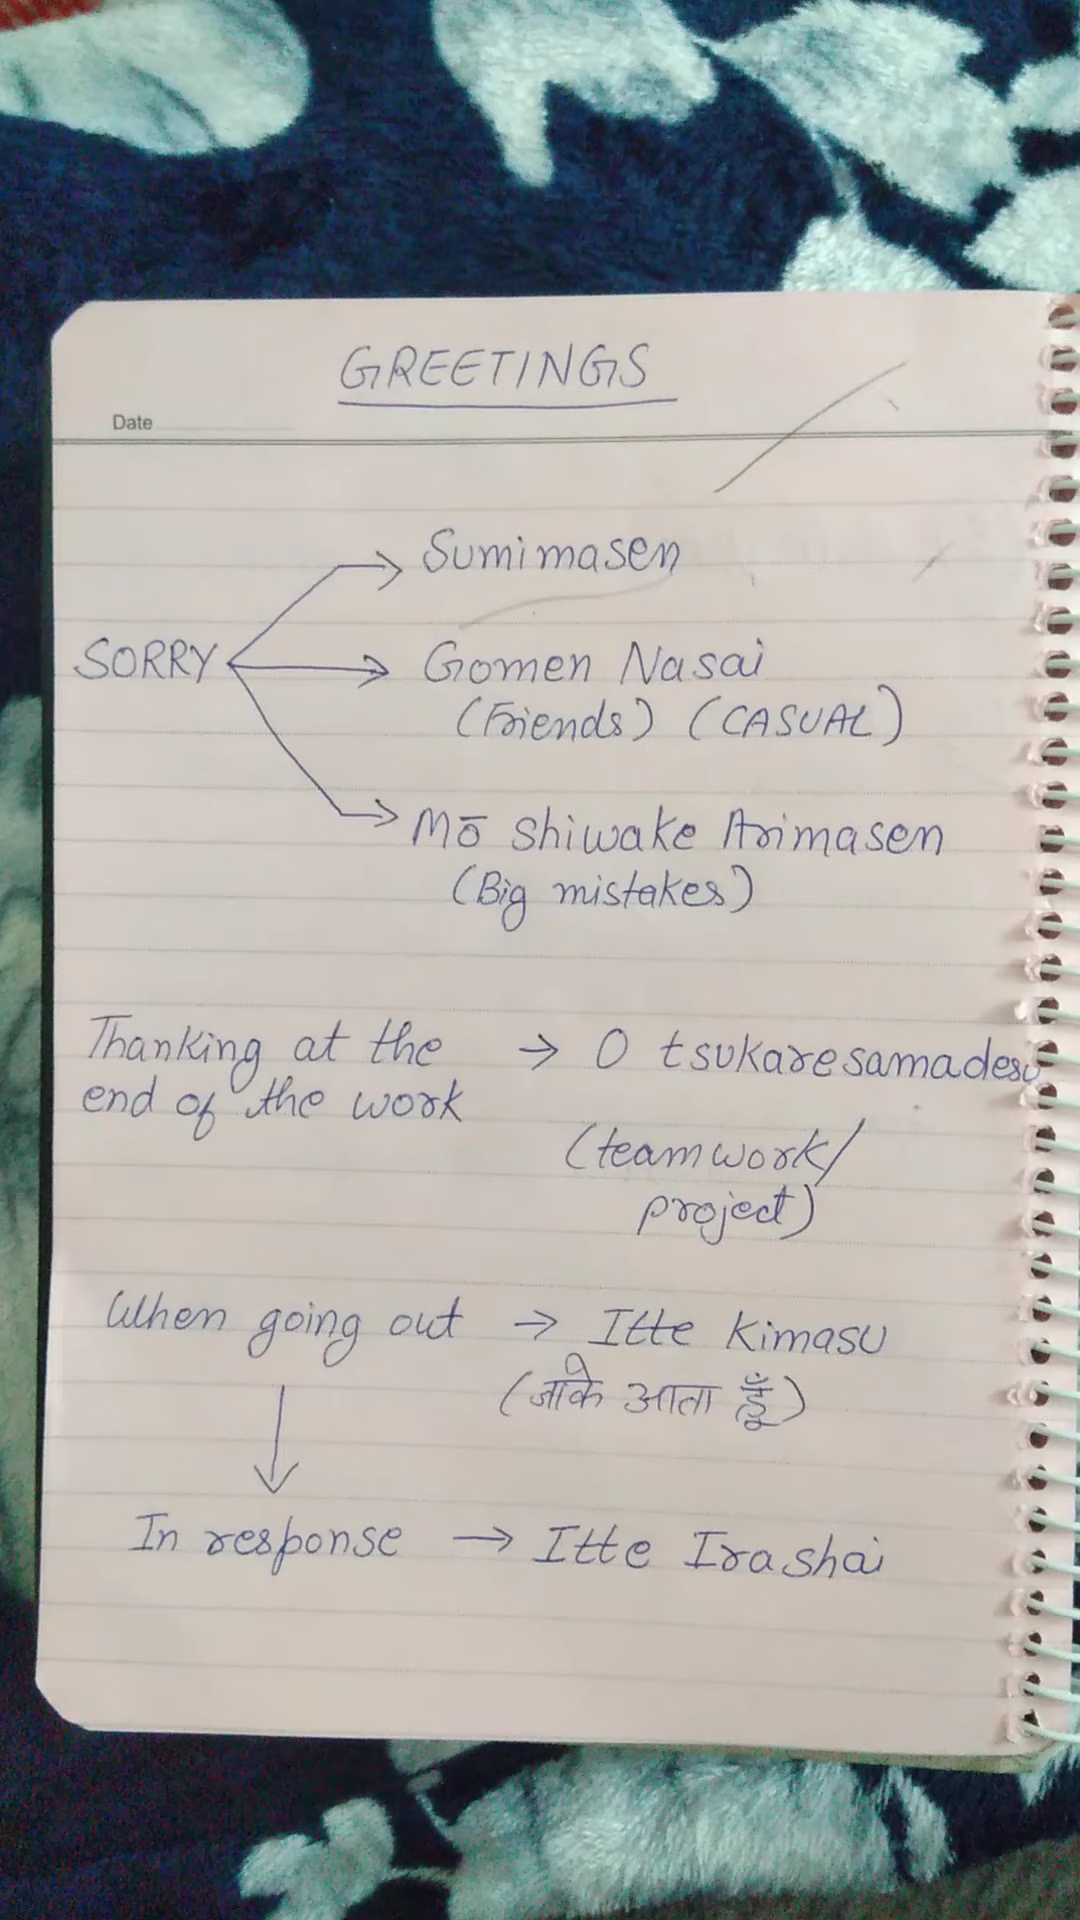 GREETINGS
Date
Sumimasen
SORRY
Gomen Nasai
(Friends) (CASUAL)
Mō shiwake Arimasen
(Big mistakes)
Thanking at the → O tsukaresamadesu
end of the work
(teamwork/
project)
When going out → Itte Kimasu
(जाके आता हूँ)
In response → Itte Irashai